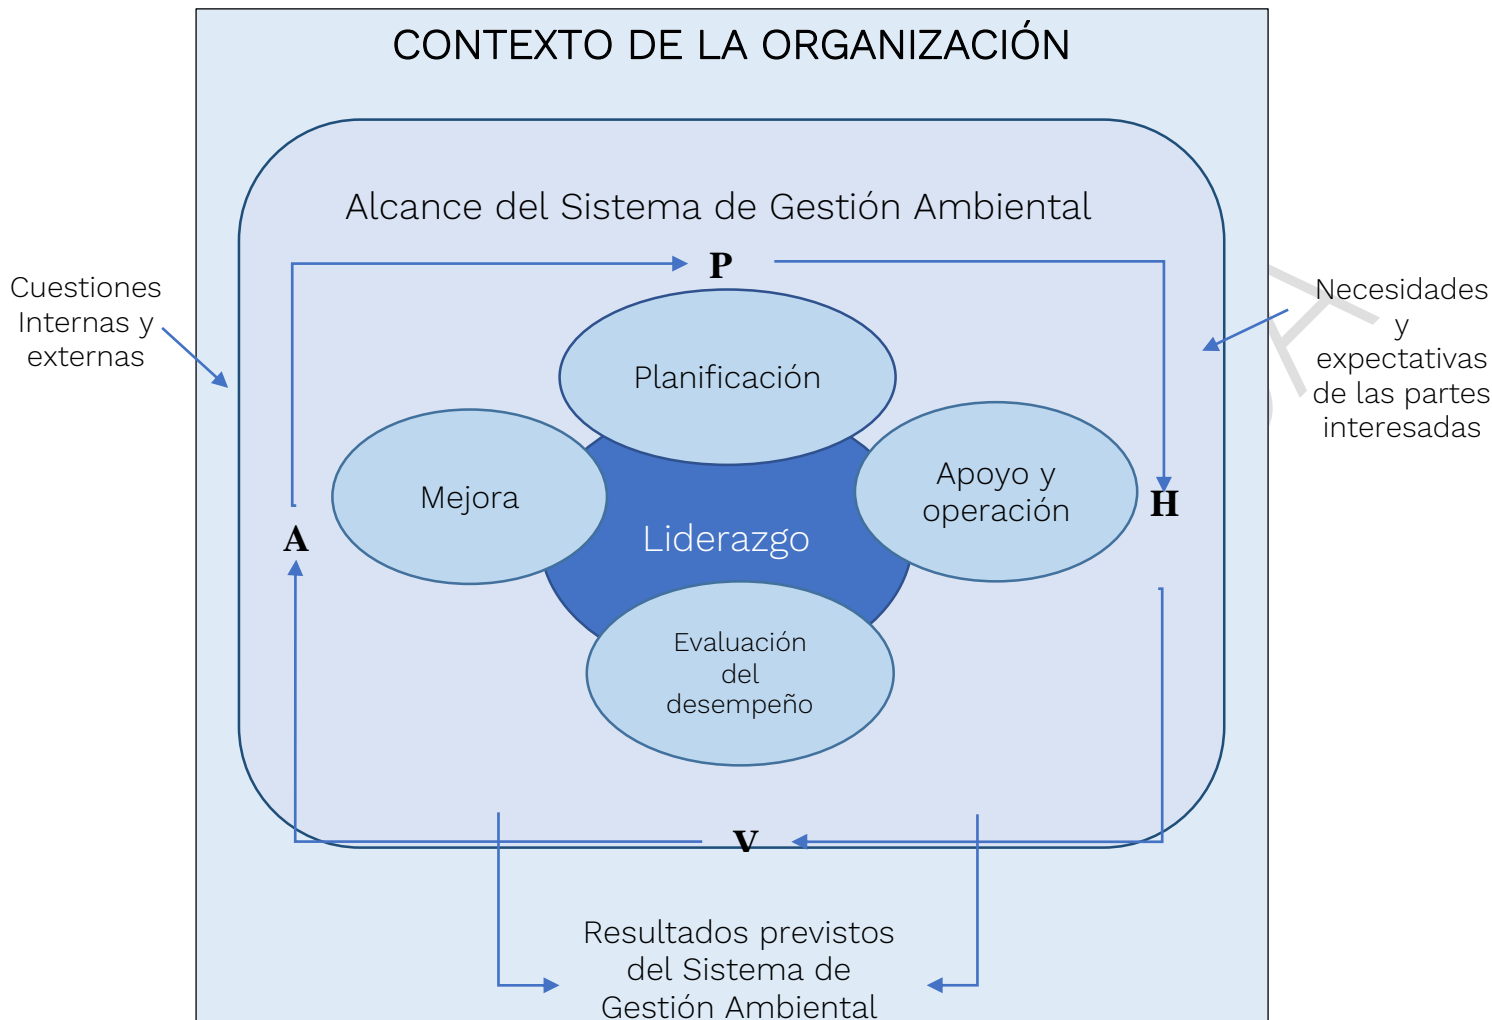 CONTEXTO DE LA ORGANIZACIÓN
Alcance del Sistema de Gestión Ambiental
P
Cuestiones
Internas y
externas
Necesidades
y
expectativas
de las partes
interesadas
Planificación
Mejora
Apoyo y
operación
A
H
Liderazgo
Evaluación
del
desempeño
V
Resultados previstos
del Sistema de
Gestión Ambiental